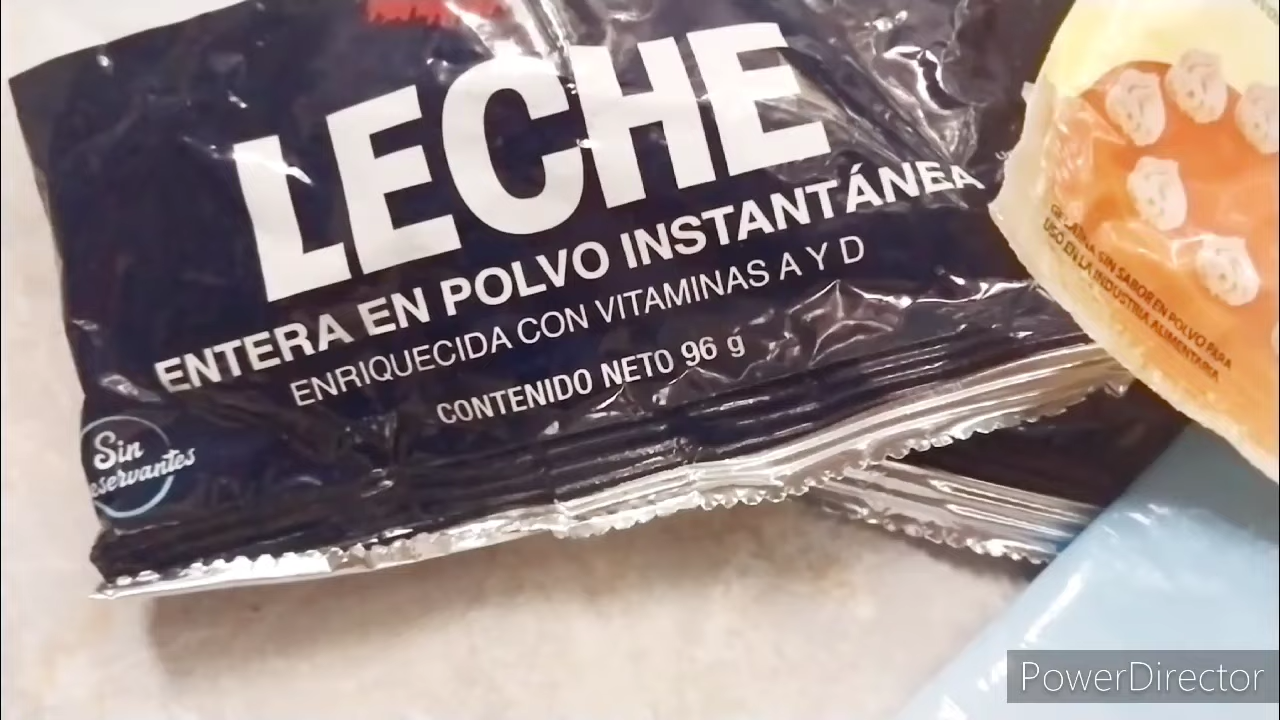 LECHE
ENTERA EN POLVO INSTANTÁNEA
ENRIQUECIDA CON VITAMINAS A Y D
CONTENIDO NETO 96 g
Sin
eservantes
GELATINA SIN SABOR EN POLVO PARA
USO EN LA INDUSTRIA ALIMENTARIA
PowerDirector